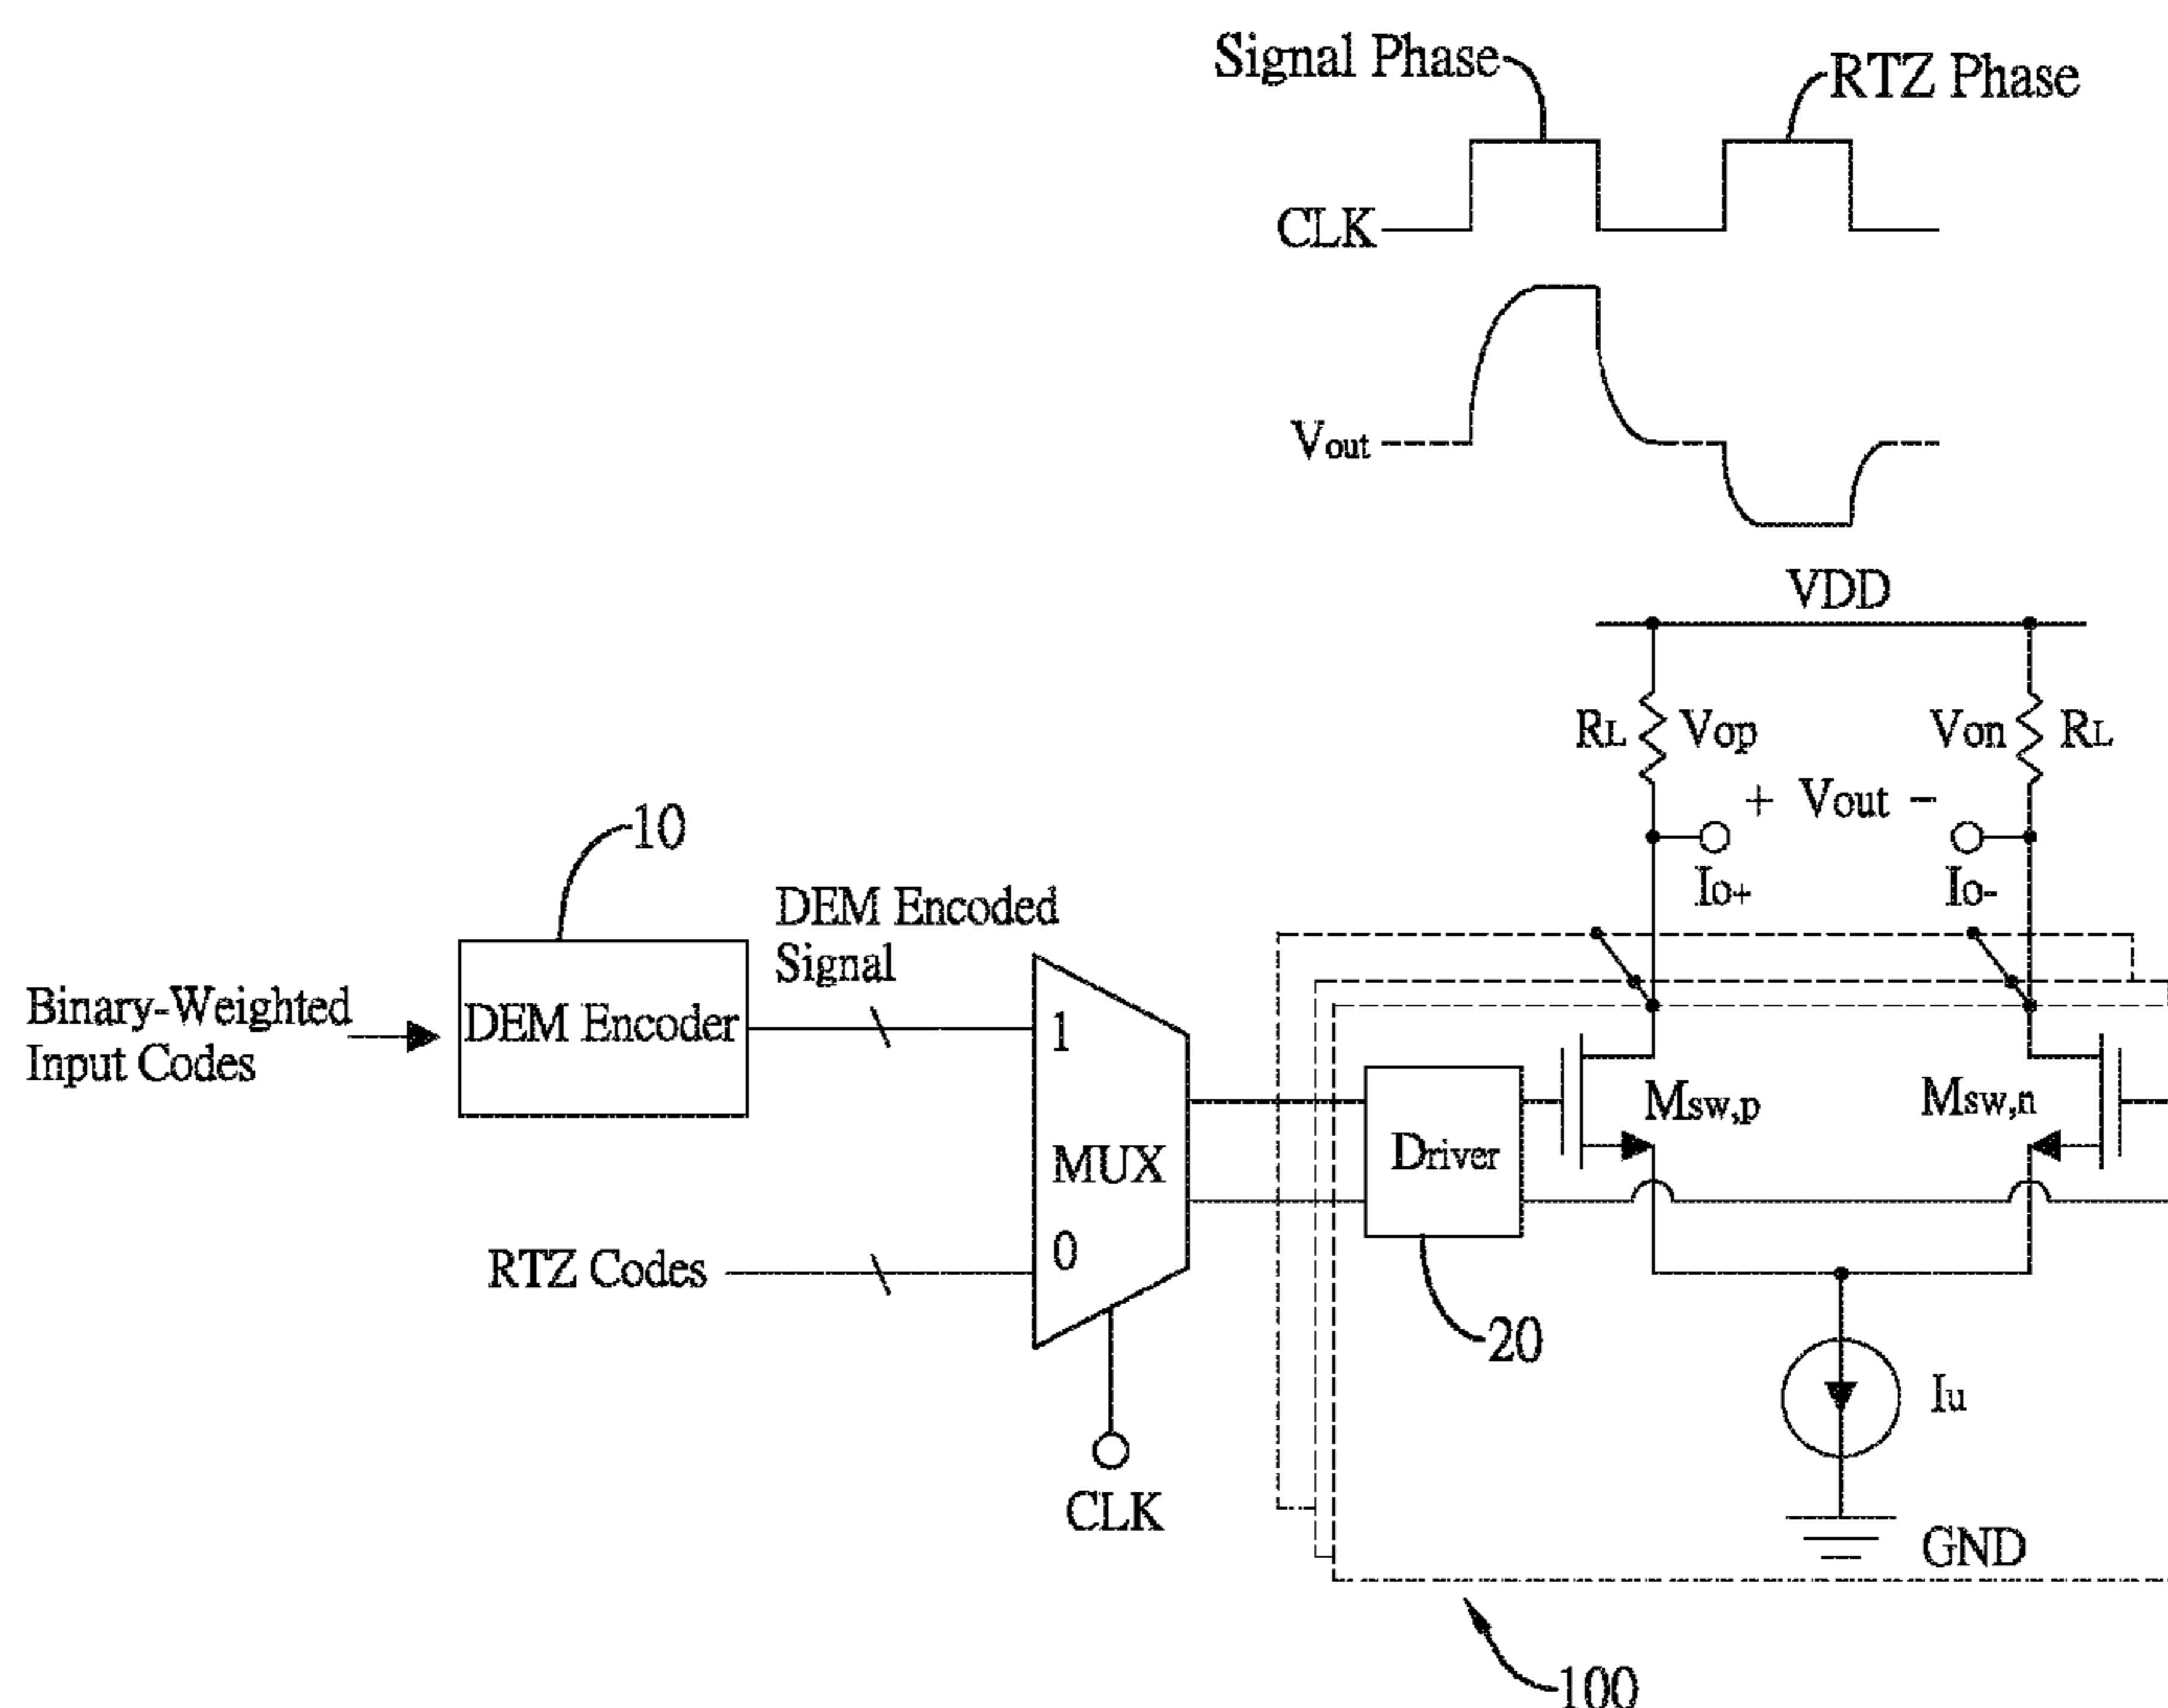 Signal Phase
RTZ Phase
CLK
Vout
VDD
RL
Vop
Von
RL
+ Vout −
Io+
Io-
10
DEM Encoded
Signal
Binary-Weighted
Input Codes
DEM Encoder
1
MUX
0
RTZ Codes
CLK
Driver
Msw,p
Msw,n
20
Iu
GND
100